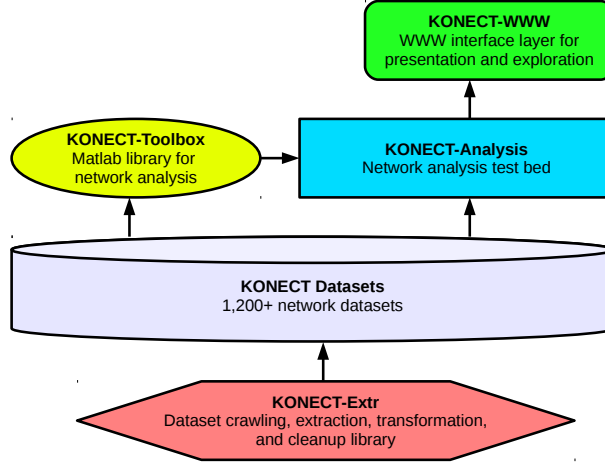 KONECT-WWW
WWW interface layer for
presentation and exploration
KONECT-Toolbox
Matlab library for
network analysis
KONECT-Analysis
Network analysis test bed
KONECT Datasets
1,200+ network datasets
KONECT-Extr
Dataset crawling, extraction, transformation,
and cleanup library